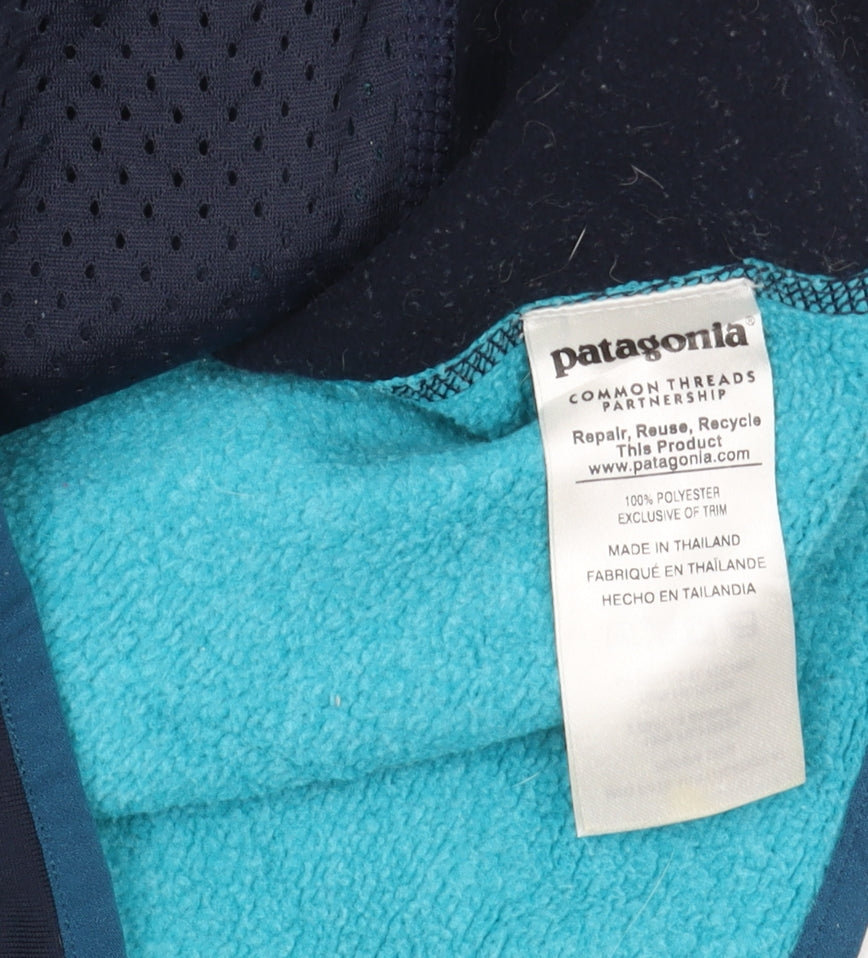 patagonia®
COMMON THREADS
PARTNERSHIP
Repair, Reuse, Recycle
This Product
www.patagonia.com
100% POLYESTER
EXCLUSIVE OF TRIM
MADE IN THAILAND
FABRIQUÉ EN THAÏLANDE
HECHO EN TAILANDIA